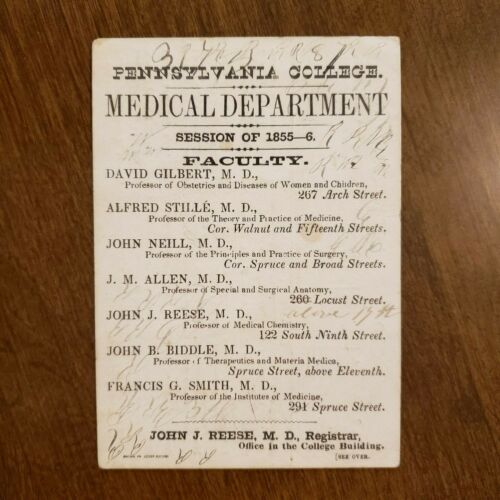 PENNSYLVANIA COLLEGE.
MEDICAL DEPARTMENT
SESSION OF 1855—6.
FACULTY.
DAVID GILBERT, M. D.,
Professor of Obstetrics and Diseases of Women and Children,
267 Arch Street.
ALFRED STILLÉ, M. D.,
Professor of the Theory and Practice of Medicine,
Cor. Walnut and Fifteenth Streets.
JOHN NEILL, M. D.,
Professor of the Principles and Practice of Surgery,
Cor. Spruce and Broad Streets.
J. M. ALLEN, M. D.,
Professor of Special and Surgical Anatomy,
260 Locust Street.
above 17th
JOHN J. REESE, M. D.,
Professor of Medical Chemistry,
122 South Ninth Street.
JOHN B. BIDDLE, M. D.,
Professor of Therapeutics and Materia Medica,
Spruce Street, above Eleventh.
FRANCIS G. SMITH, M. D.,
Professor of the Institutes of Medicine,
291 Spruce Street.
JOHN J. REESE, M. D., Registrar,
Office in the College Building.
[SEE OVER.